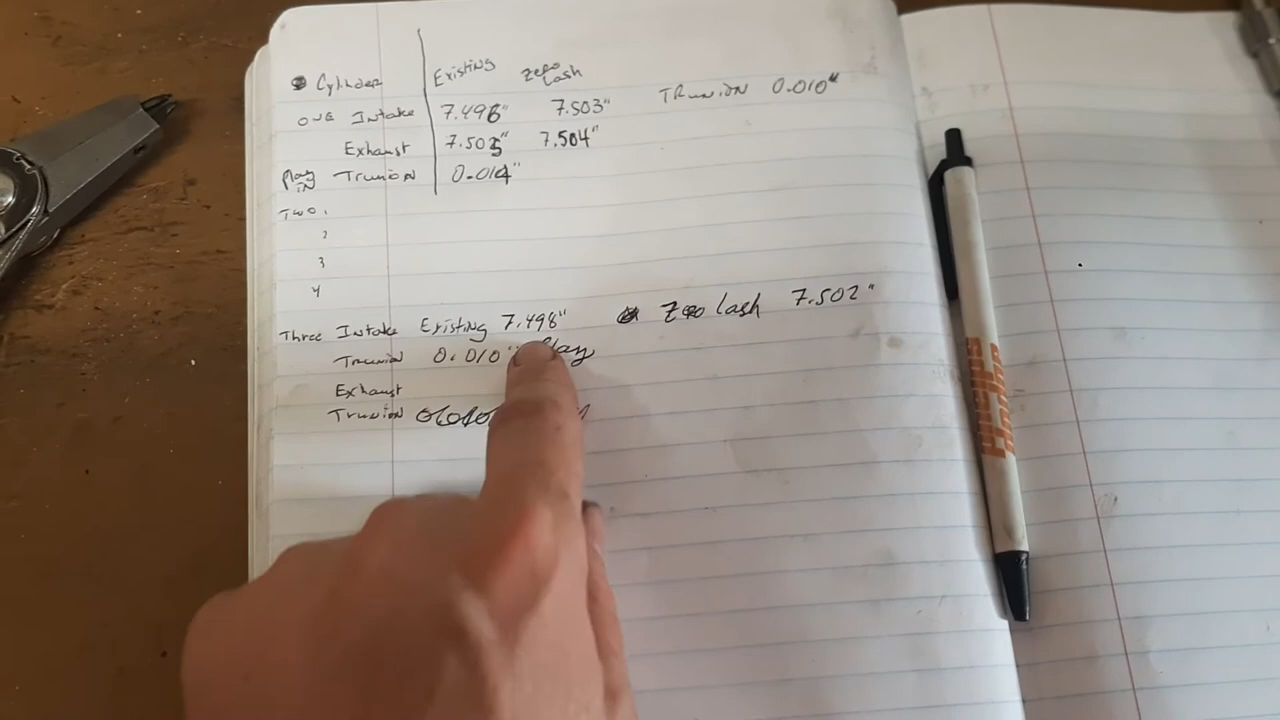 Cylinder Existing Zero Lash
ONE Intake 7.498" 7.503" TRUNION 0.010"
Exhaust 7.503" 7.504"
Play IN Trunion 0.014"
TWO.
2
3
4
Three Intake Existing 7.498" Zero lash 7.502"
Trunion 0.010" Play
Exhaust
Trunion